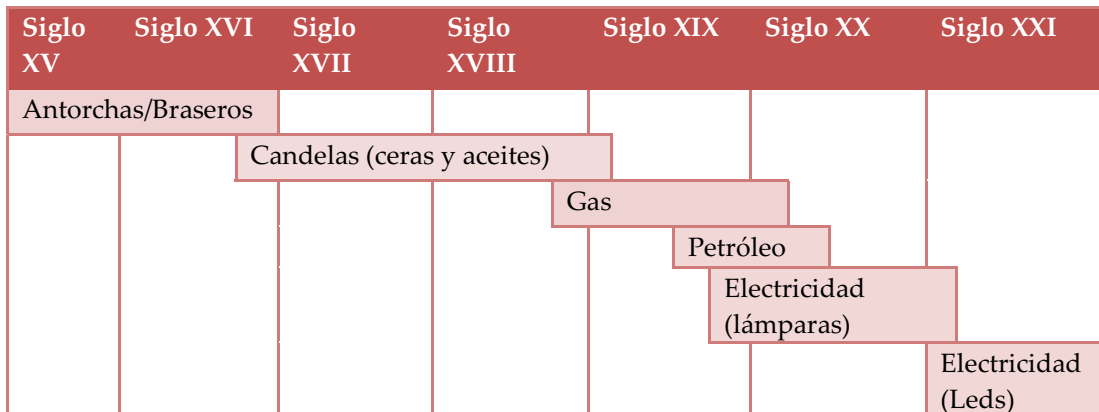 Siglo XV
Siglo XVI
Siglo XVII
Siglo XVIII
Siglo XIX
Siglo XX
Siglo XXI
Antorchas/Braseros
Candelas (ceras y aceites)
Gas
Petróleo
Electricidad
(lámparas)
Electricidad
(Leds)